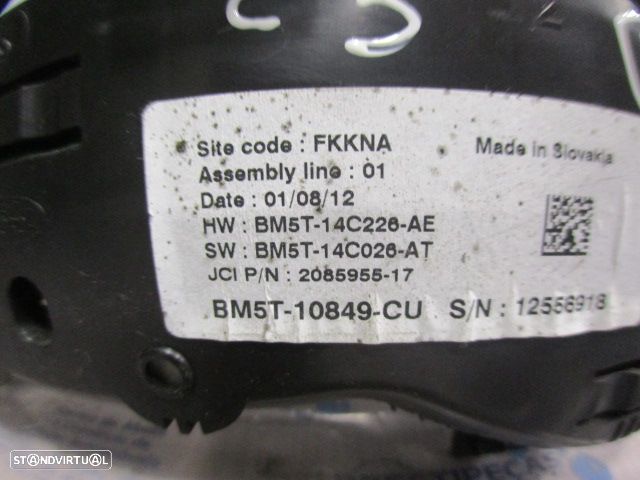 Site code : FKKNA
Made in Slovakia
Assembly line : 01
Date : 01/08/12
HW : BM5T-14C226-AE
SW : BM5T-14C026-AT
JCI P/N : 2085955-17
BM5T-10849-CU S/N : 12556918
STANDVIRTUAL